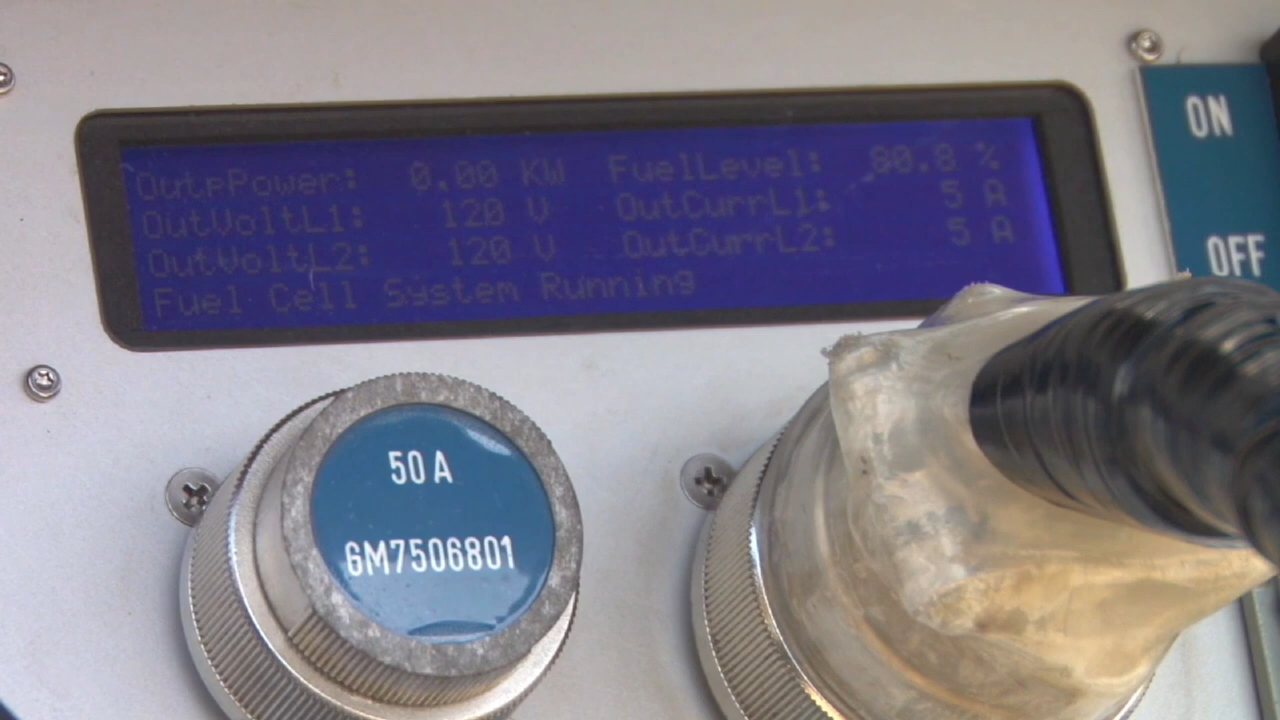 OutpPower: 0.00 KW FuelLevel: 80.8 %
OutVoltL1: 120 V OutCurrL1: 5 A
OutVoltL2: 120 V OutCurrL2: 5 A
Fuel Cell System Running
ON
OFF
50 A
6M7506801